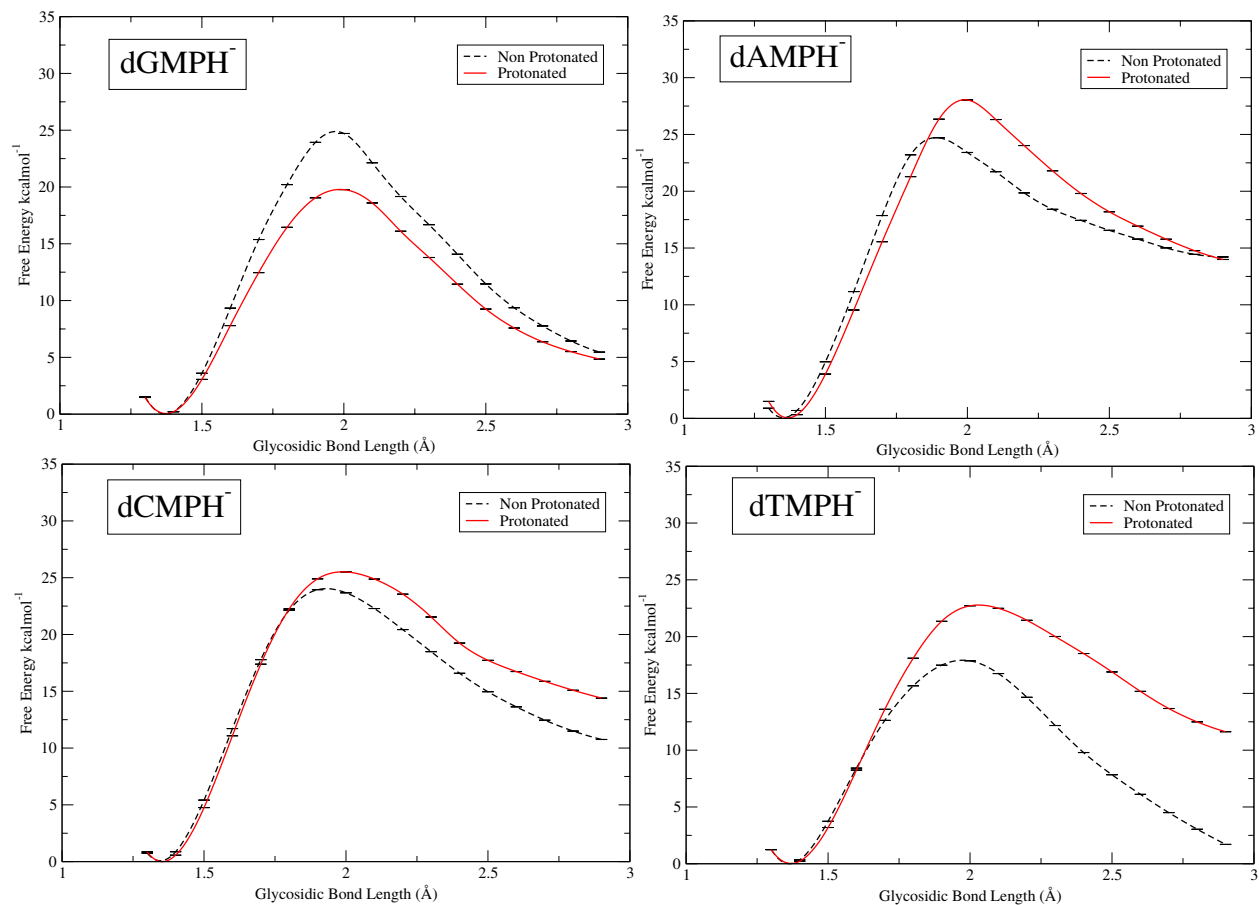 dGMPH⁻
Non Protonated
Protonated
35
30
25
20
15
10
5
0
Free Energy kcalmol⁻¹
1
1.5
2
2.5
3
Glycosidic Bond Length (Å)
dAMPH⁻
Non Protonated
Protonated
35
30
25
20
15
10
5
0
Free Energy kcalmol⁻¹
1
1.5
2
2.5
3
Glycosidic Bond Length (Å)
dCMPH⁻
Non Protonated
Protonated
35
30
25
20
15
10
5
0
Free Energy kcalmol⁻¹
1
1.5
2
2.5
3
Glycosidic Bond Length (Å)
dTMPH⁻
Non Protonated
Protonated
35
30
25
20
15
10
5
0
Free Energy kcalmol⁻¹
1
1.5
2
2.5
3
Glycosidic Bond Length (Å)